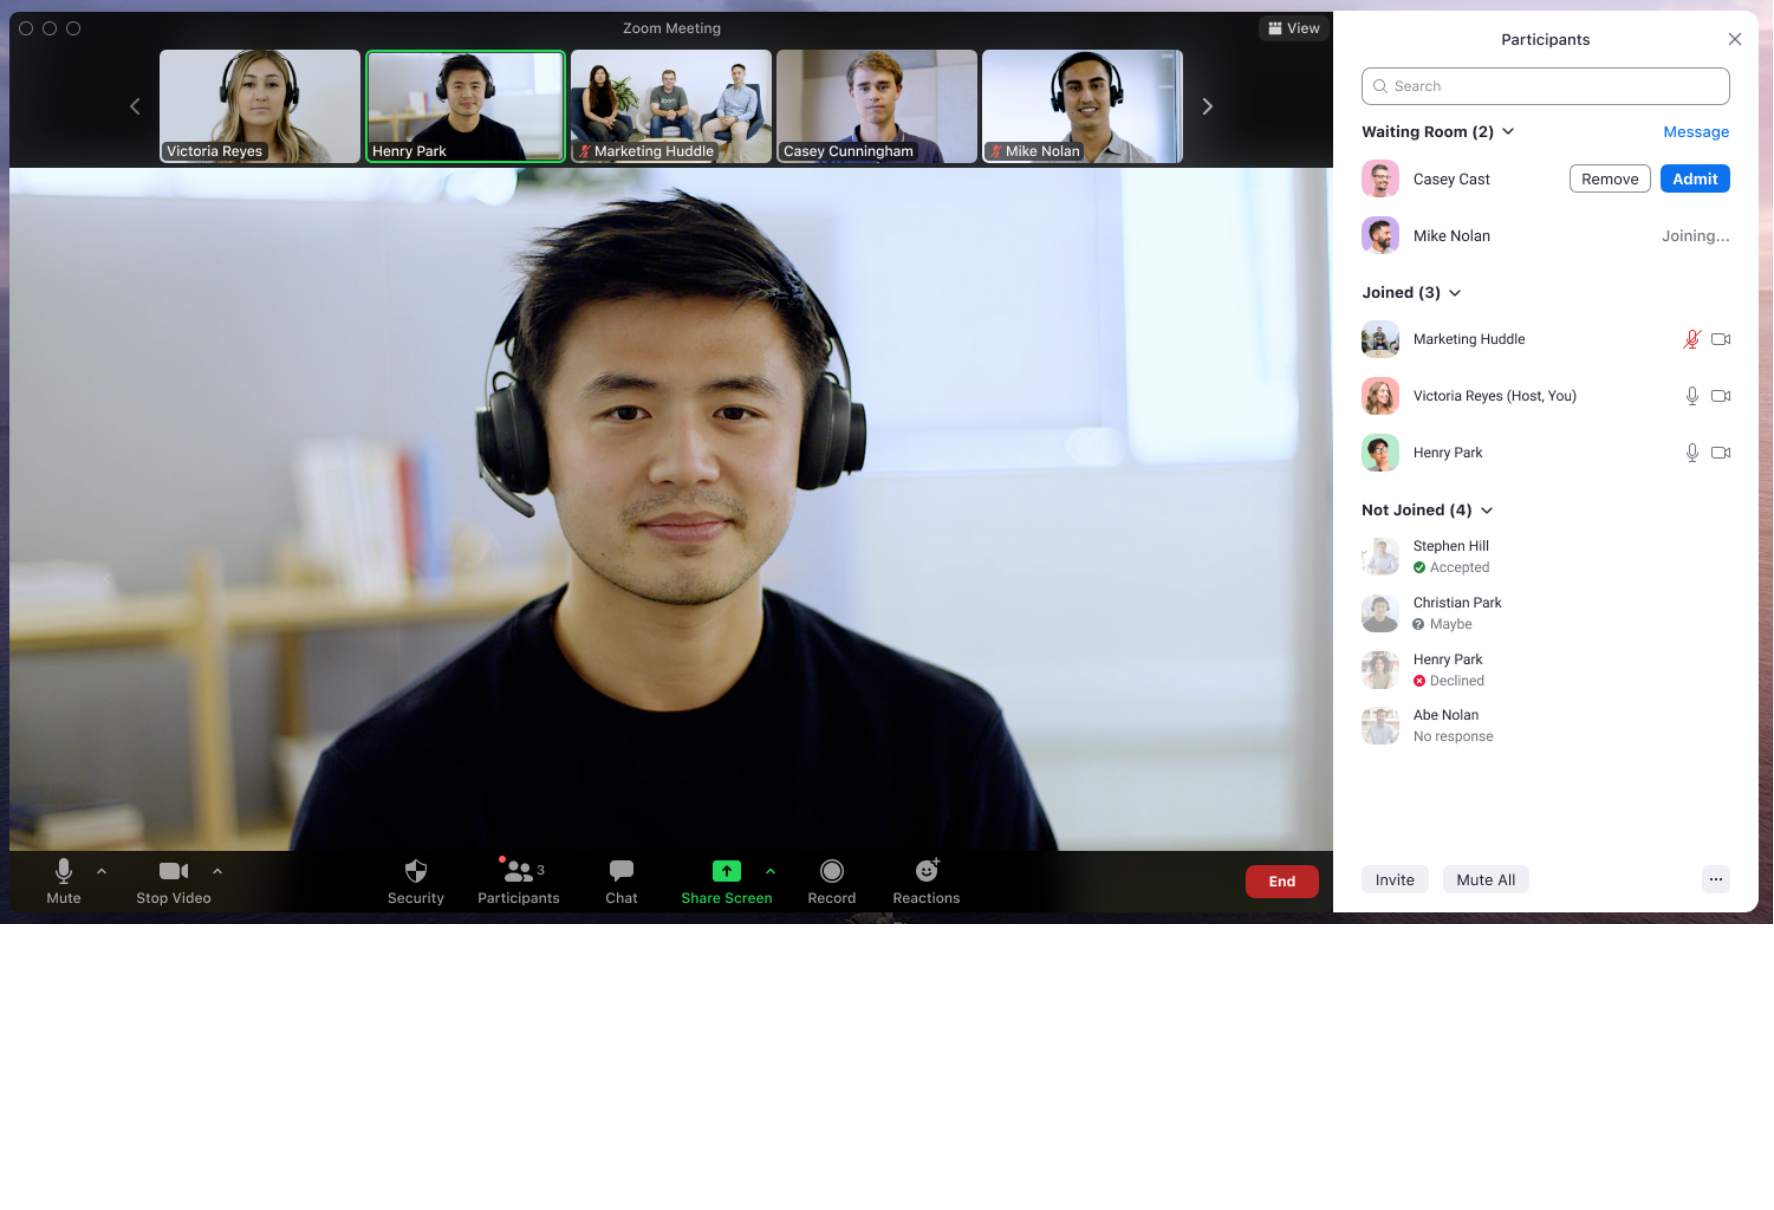 Zoom Meeting
View
Victoria Reyes
Henry Park
Marketing Huddle
Casey Cunningham
Mike Nolan
Mute
Stop Video
Security
3
Participants
Chat
Share Screen
Record
Reactions
End
Participants
Search
Waiting Room (2)
Message
Casey Cast
Remove
Admit
Mike Nolan
Joining...
Joined (3)
Marketing Huddle
Victoria Reyes (Host, You)
Henry Park
Not Joined (4)
Stephen Hill
Accepted
Christian Park
Maybe
Henry Park
Declined
Abe Nolan
No response
Invite
Mute All
...